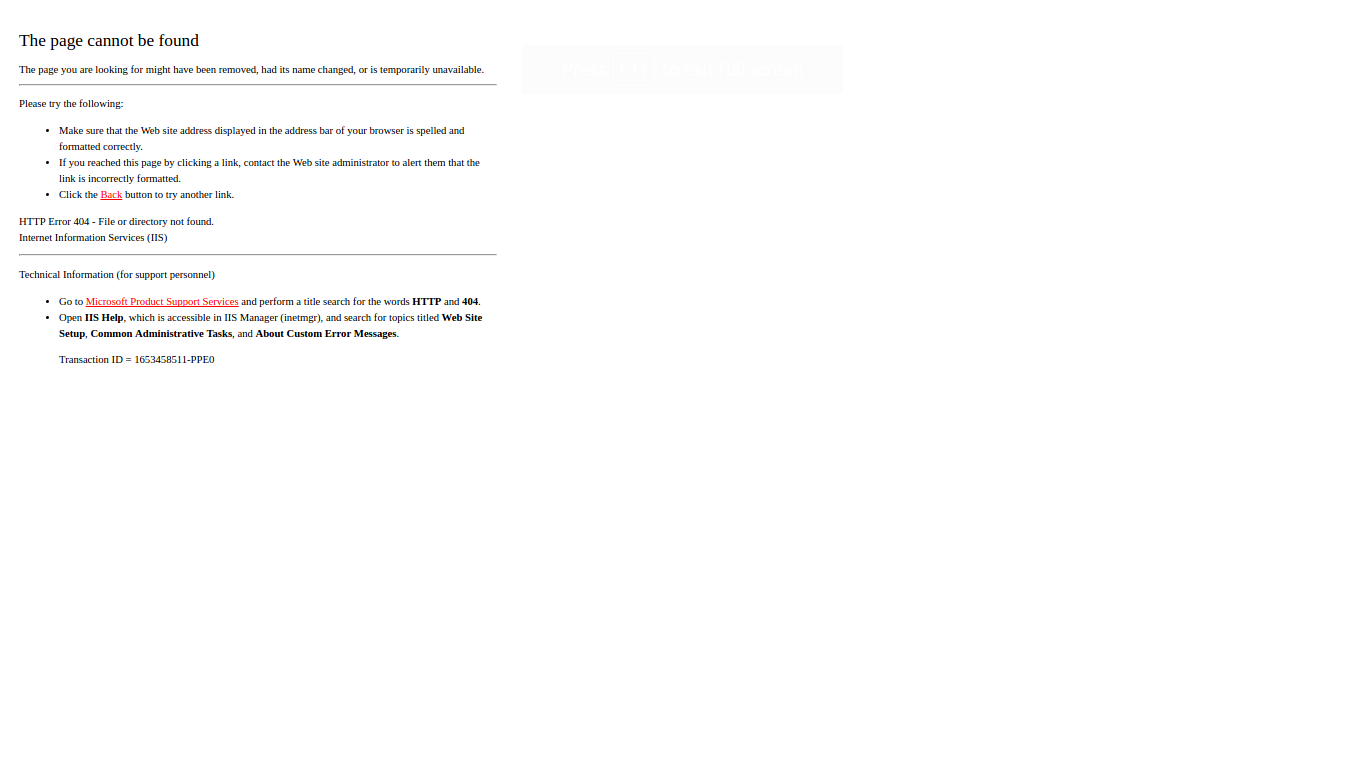 The page cannot be found
The page you are looking for might have been removed, had its name changed, or is temporarily unavailable.
Please try the following:
• Make sure that the Web site address displayed in the address bar of your browser is spelled and
formatted correctly.
• If you reached this page by clicking a link, contact the Web site administrator to alert them that the
link is incorrectly formatted.
• Click the Back button to try another link.
HTTP Error 404 - File or directory not found.
Internet Information Services (IIS)
Technical Information (for support personnel)
• Go to Microsoft Product Support Services and perform a title search for the words HTTP and 404.
• Open IIS Help, which is accessible in IIS Manager (inetmgr), and search for topics titled Web Site
Setup, Common Administrative Tasks, and About Custom Error Messages.
Transaction ID = 1653458511-PPE0